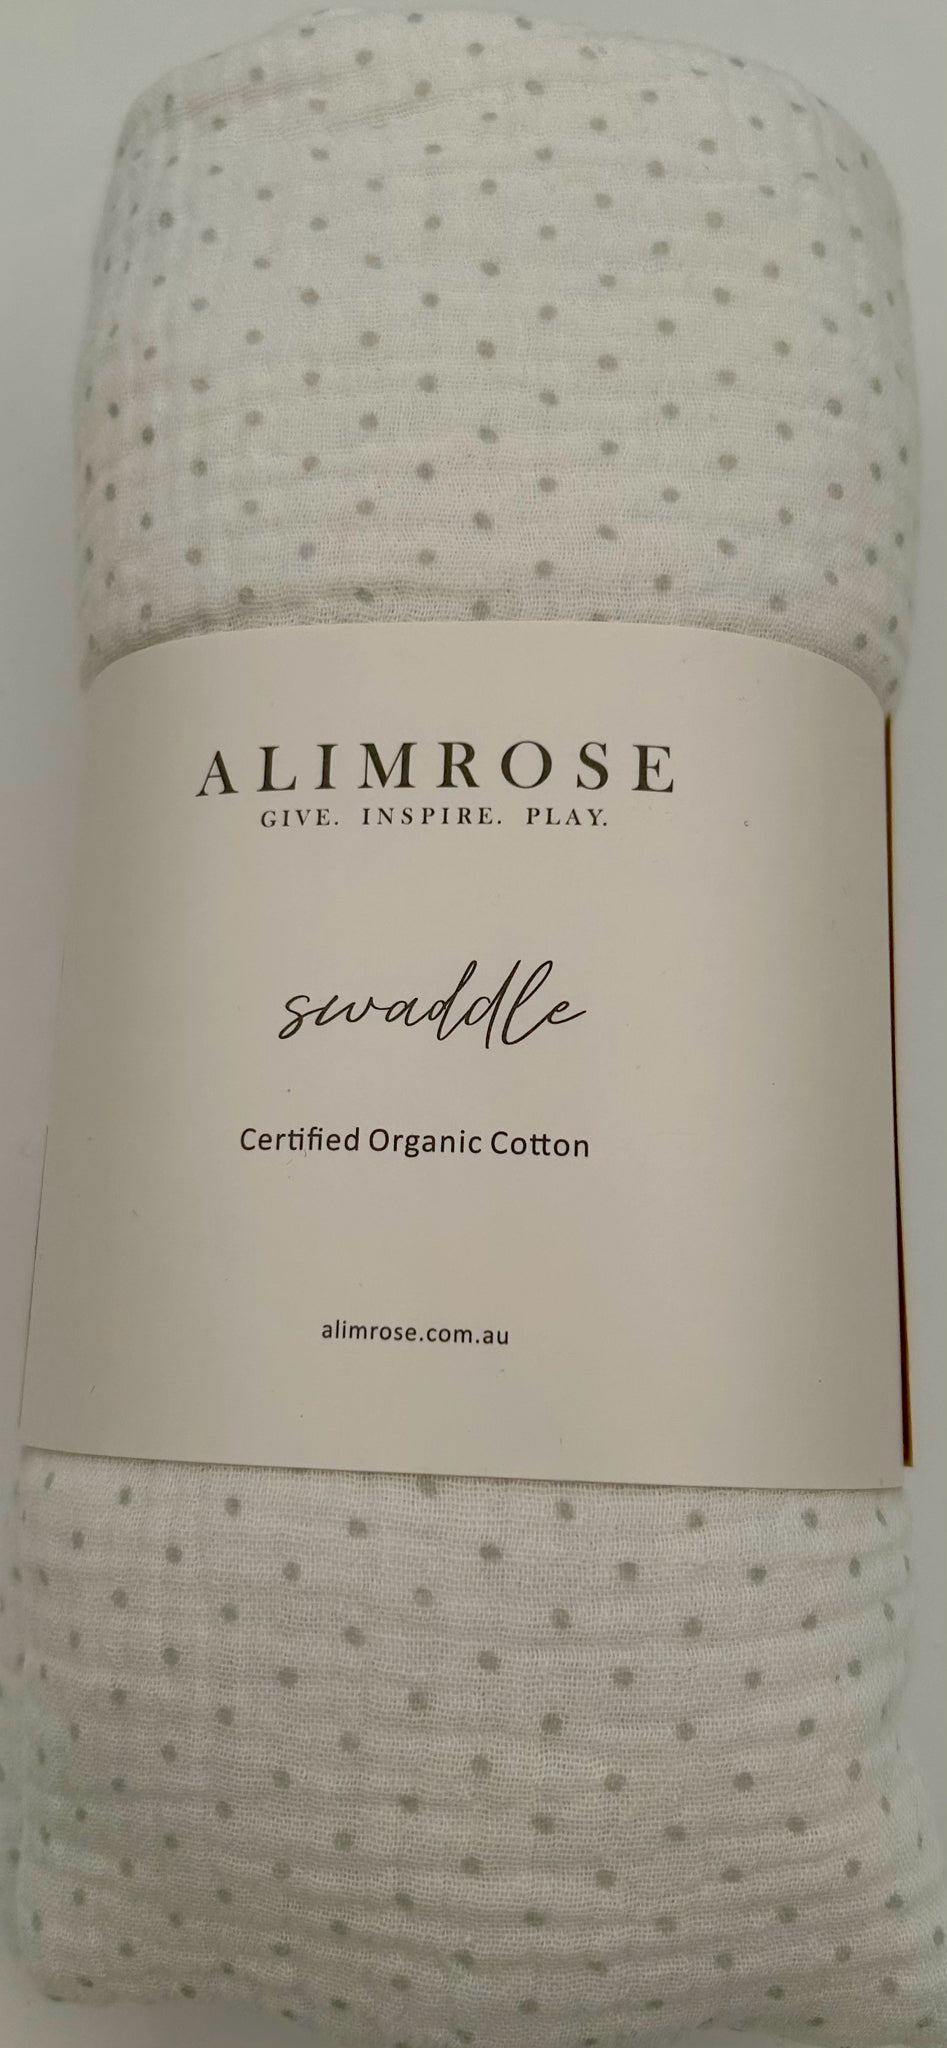 ALIMROSE
GIVE. INSPIRE. PLAY.
swaddle
Certified Organic Cotton
alimrose.com.au